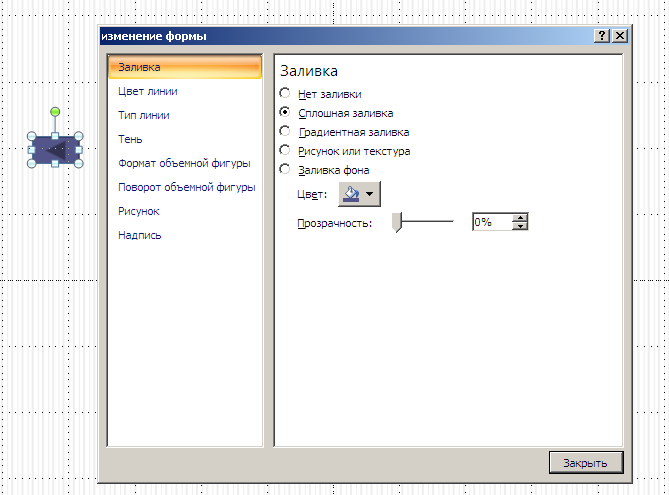 изменение формы
Заливка
Цвет линии
Тип линии
Тень
Формат объемной фигуры
Поворот объемной фигуры
Рисунок
Надпись
Заливка
Нет заливки
Сплошная заливка
Градиентная заливка
Рисунок или текстура
Заливка фона
Цвет:
Прозрачность: 0%
Закрыть